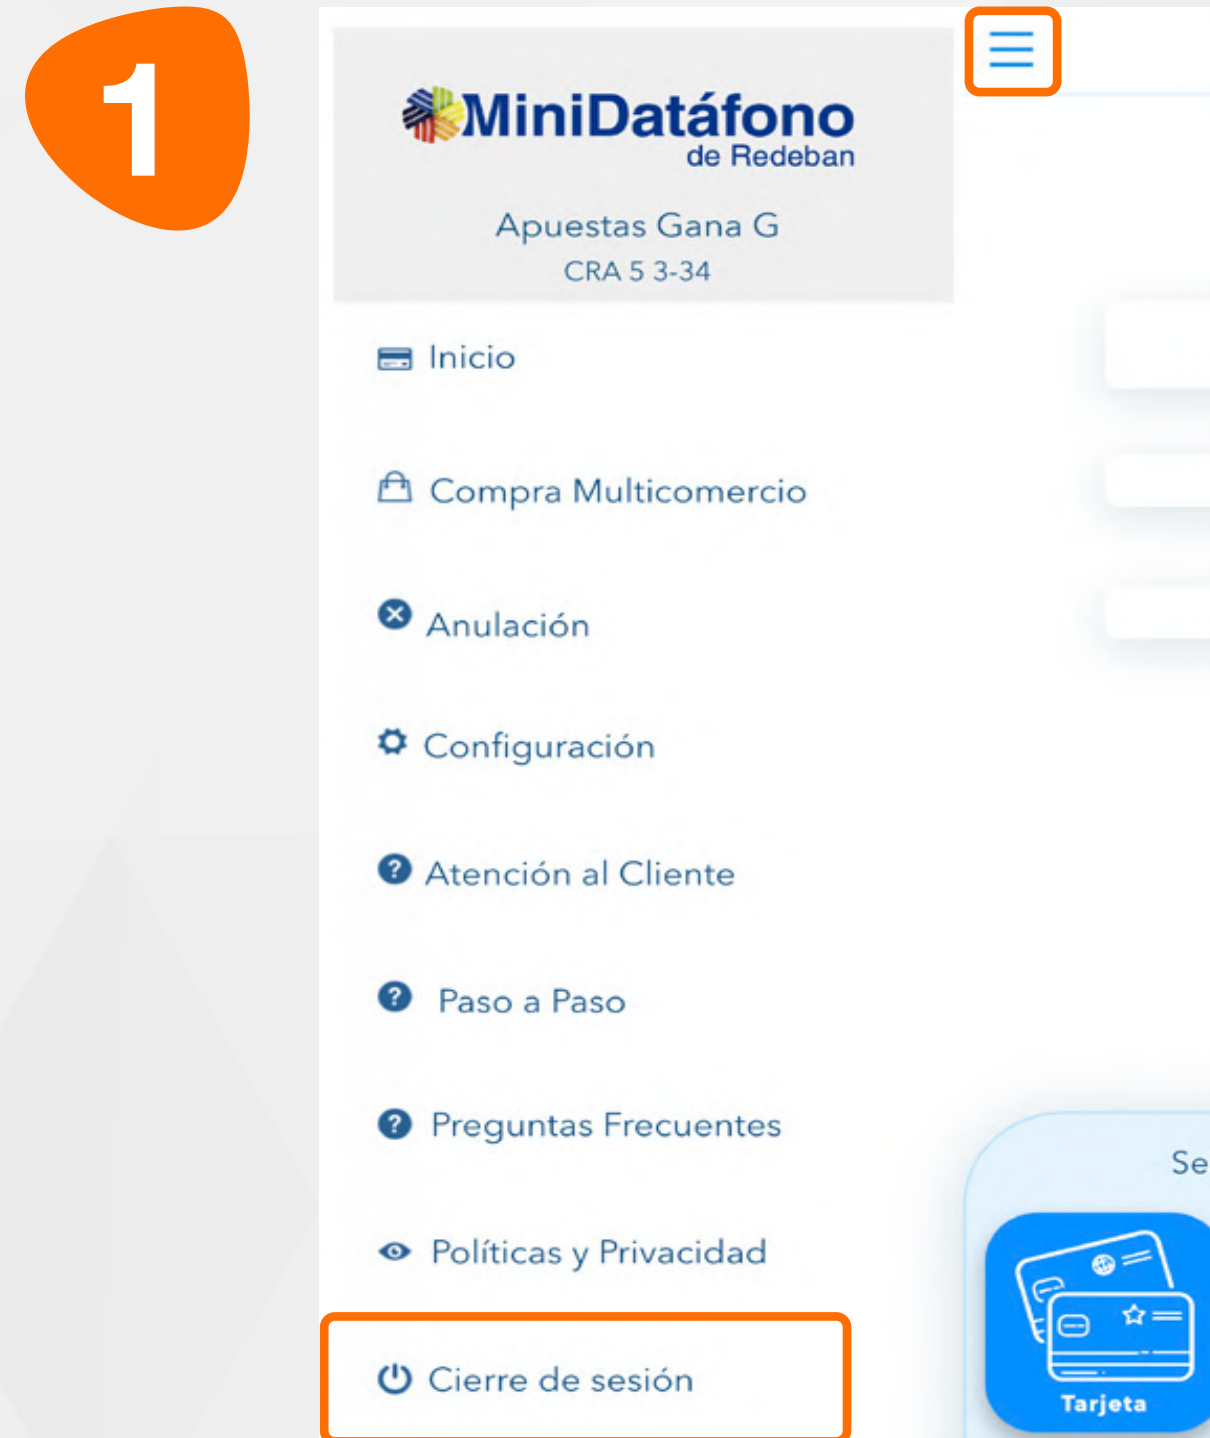 1
MiniDatáfono
de Redeban
Apuestas Gana G
CRA 5 3-34
Inicio
Compra Multicomercio
Anulación
Configuración
Atención al Cliente
Paso a Paso
Preguntas Frecuentes
Políticas y Privacidad
Cierre de sesión
Se
Tarjeta